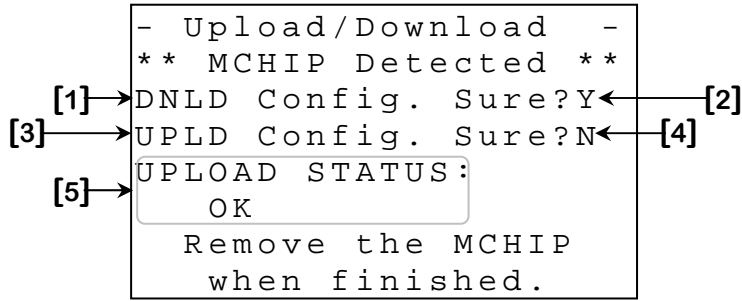 - Upload/Download -
** MCHIP Detected **
[1] DNLD Config. Sure?Y [2]
[3] UPLD Config. Sure?N [4]
[5] UPLOAD STATUS:
OK
Remove the MCHIP
when finished.